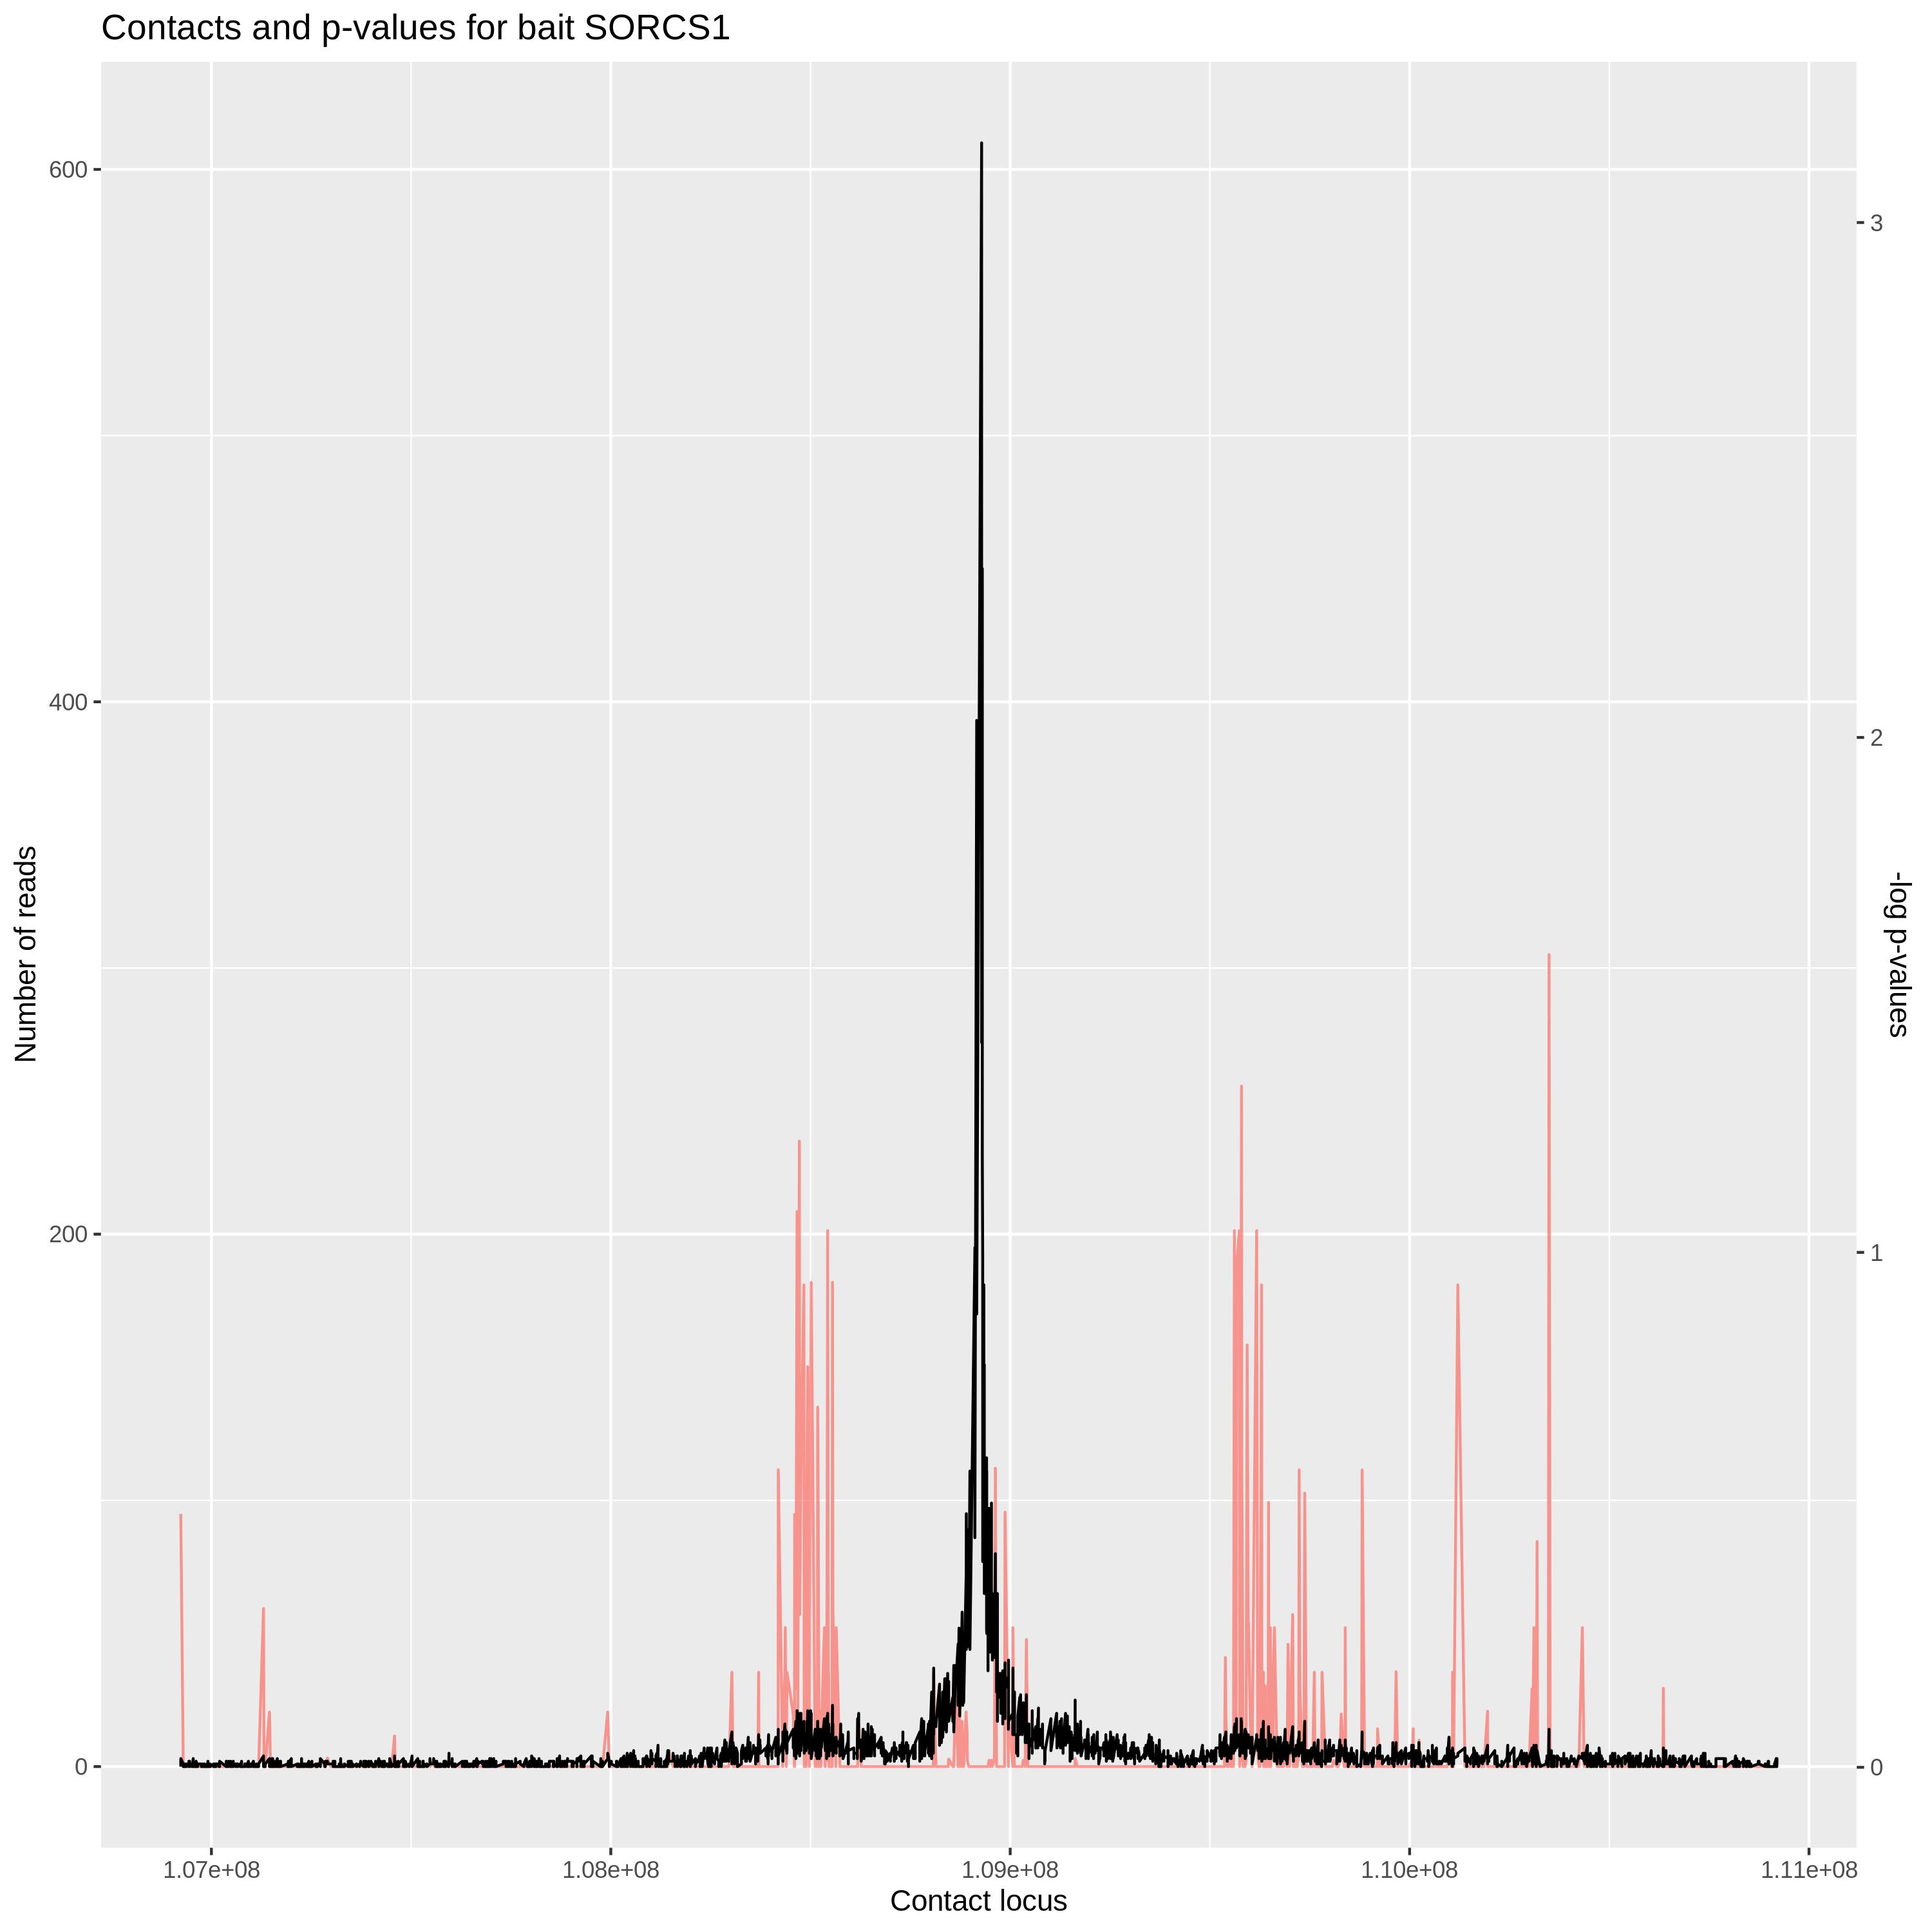 Contacts and p-values for bait SORCS1
600
400
200
0
Number of reads
3
2
1
0
-log p-values
1.07e+08 1.08e+08 1.09e+08 1.10e+08 1.11e+08
Contact locus